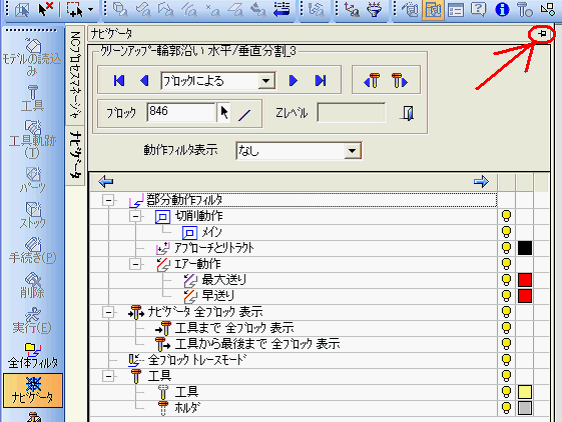 ナビゲータ
クリーンアップ-輪郭沿い 水平/垂直分割_3
ブロックによる
ブロック 846 Zレベル
動作フィルタ表示 なし
部分動作フィルタ
切削動作
メイン
アプローチとリトラクト
エアー動作
最大送り
早送り
ナビゲータ 全ブロック 表示
工具まで 全ブロック 表示
工具から最後まで 全ブロック 表示
全ブロック トレースモード
工具
工具
ホルダ
NCプロセスマネージャ
ナビゲータ
モデルの読込
み
工具
工具軌跡
(T)
パーツ
ストック
手続き(P)
削除
実行(E)
全体フィルタ
ナビゲータ